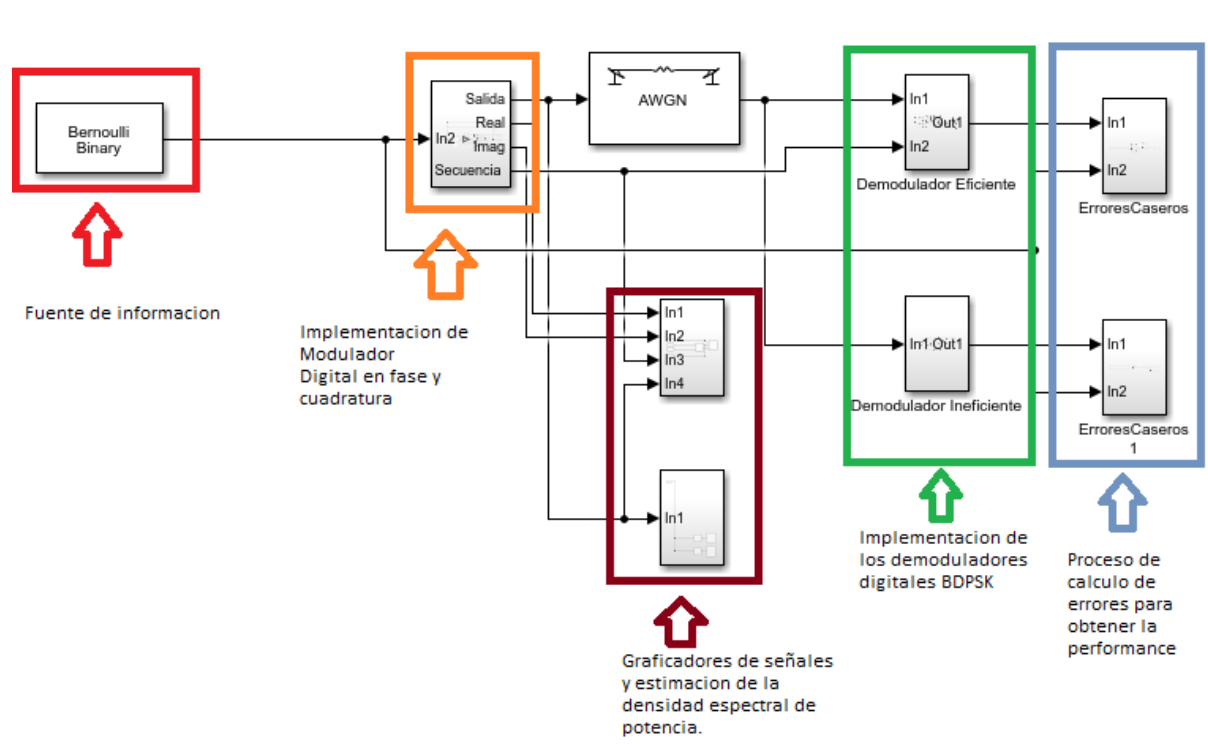 Bernoulli
Binary
Salida
Real
In2
Imag
Secuencia
AWGN
In1
Out1
In2
Demodulador Eficiente
In1
In2
ErroresCaseros
Fuente de informacion
Implementacion de
Modulador
Digital en fase y
cuadratura
In1
In2
In3
In4
In1
In1
Out1
Demodulador Ineficiente
In1
In2
ErroresCaseros
1
Graficadores de señales
y estimacion de la
densidad espectral de
potencia.
Implementacion de
los demoduladores
digitales BDPSK
Proceso de
calculo de
errores para
obtener la
performance